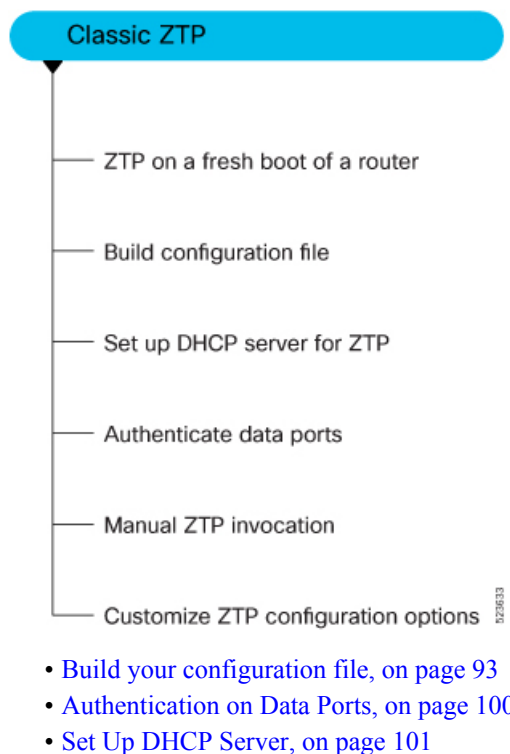 Classic ZTP
ZTP on a fresh boot of a router
Build configuration file
Set up DHCP server for ZTP
Authenticate data ports
Manual ZTP invocation
Customize ZTP configuration options
523633
• Build your configuration file, on page 93
• Authentication on Data Ports, on page 100
• Set Up DHCP Server, on page 101